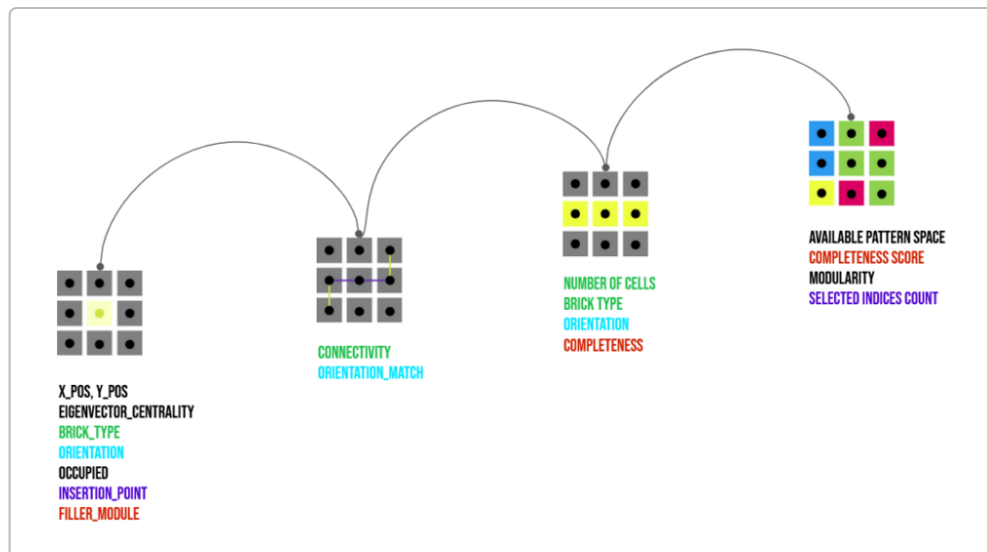 X_POS, Y_POS
EIGENVECTOR_CENTRALITY
BRICK_TYPE
ORIENTATION
OCCUPIED
INSERTION_POINT
FILLER_MODULE
CONNECTIVITY
ORIENTATION_MATCH
NUMBER OF CELLS
BRICK TYPE
ORIENTATION
COMPLETENESS
AVAILABLE PATTERN SPACE
COMPLETENESS SCORE
MODULARITY
SELECTED INDICES COUNT